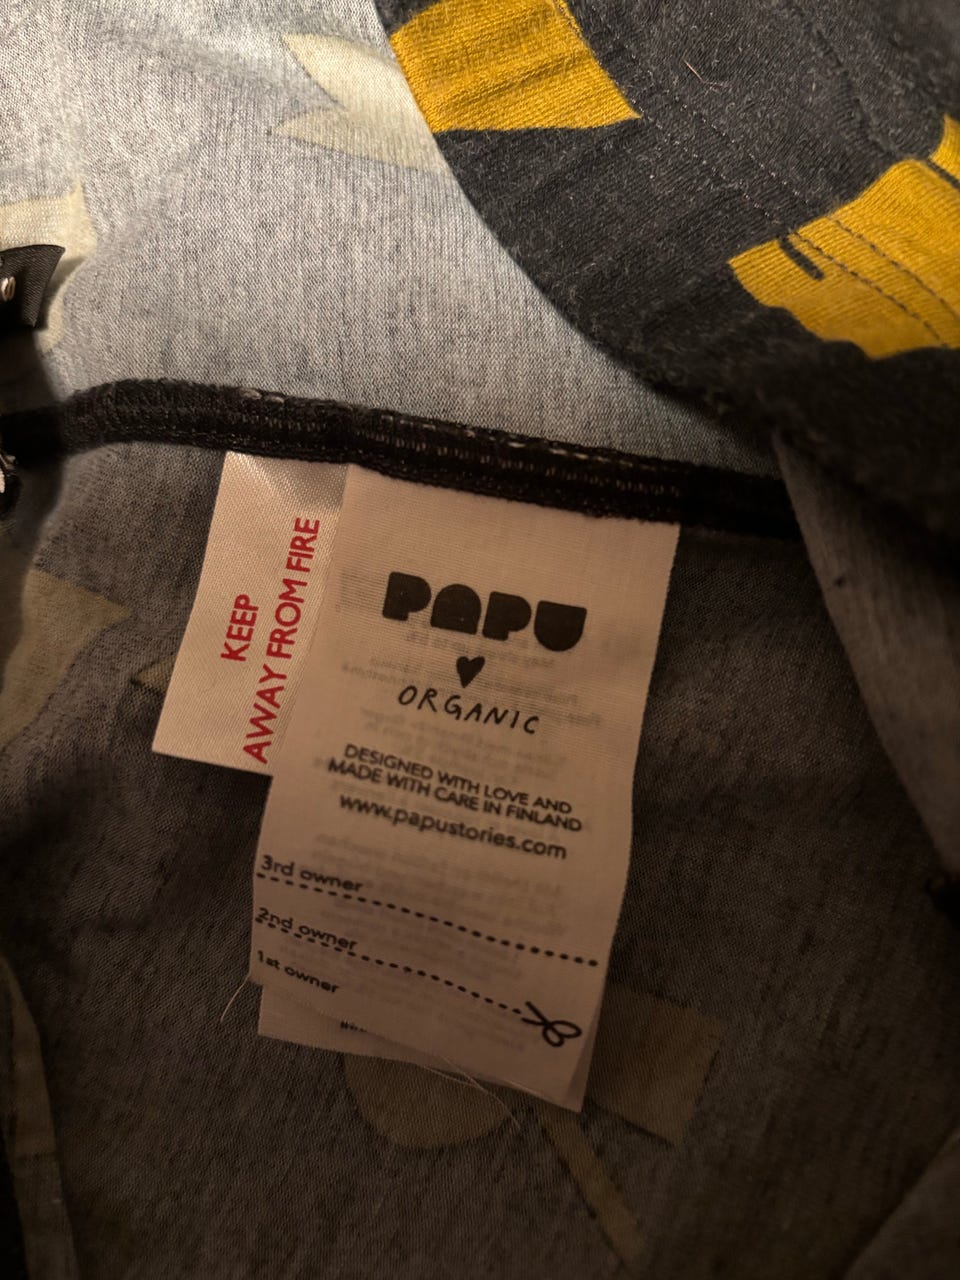 KEEP
AWAY FROM FIRE
PAPU
ORGANIC
DESIGNED WITH LOVE AND
MADE WITH CARE IN FINLAND
www.papustories.com
3rd owner
2nd owner
1st owner